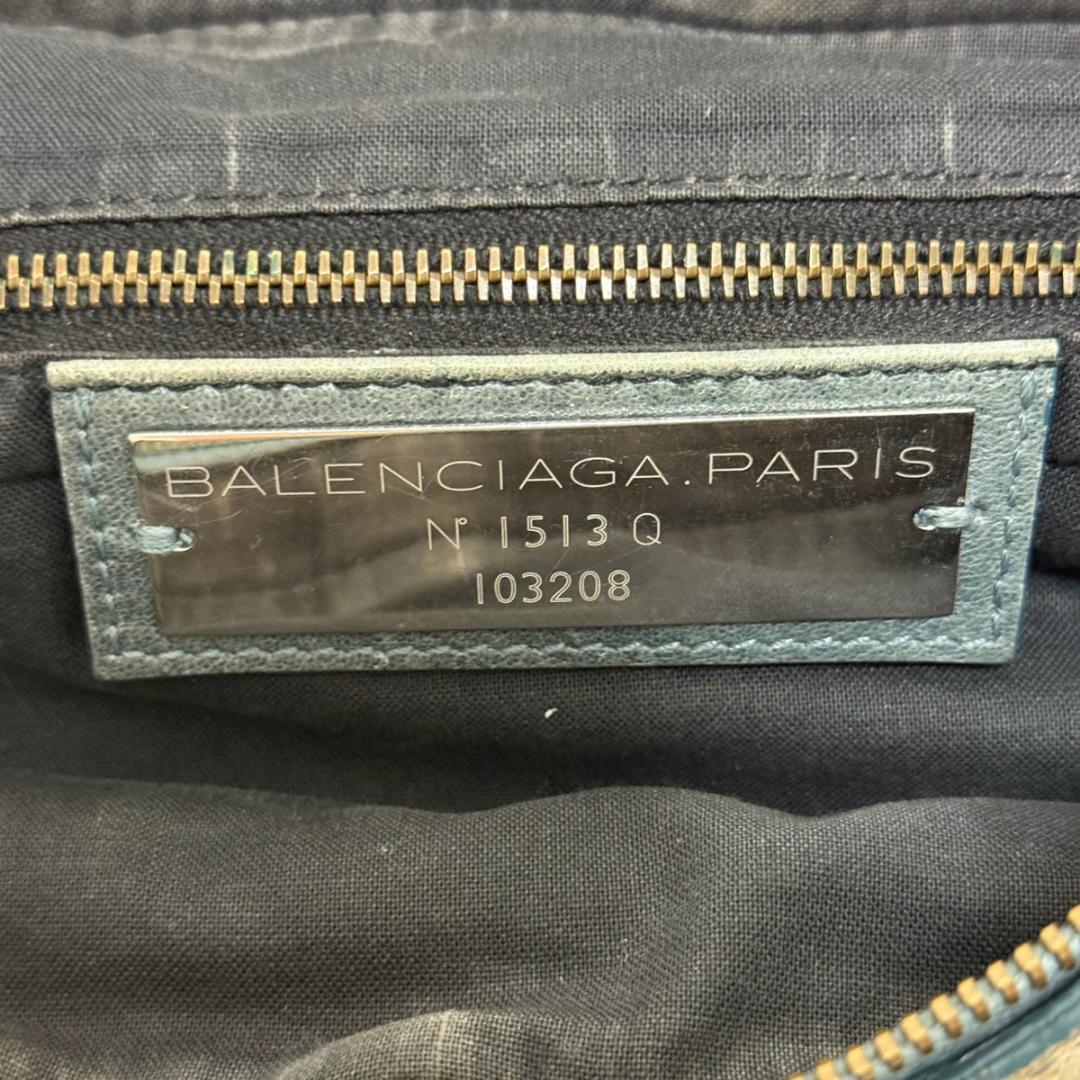 BALENCIAGA.PARIS
N° 1513 Q
103208